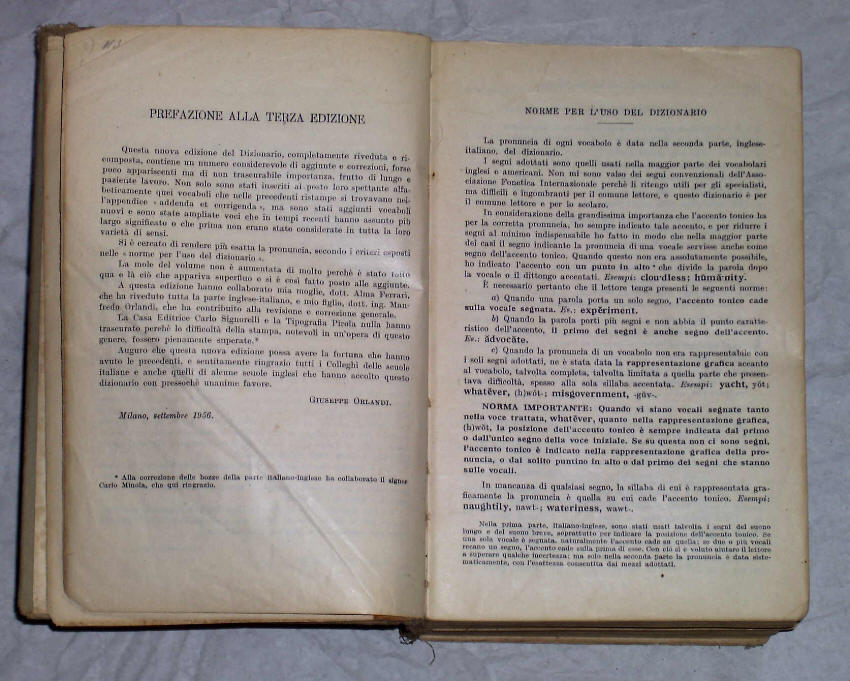 PREFAZIONE ALLA TERZA EDIZIONE
Questa nuova edizione del Dizionario, completamente riveduta e ri-
composta, contiene un numero considerevole di aggiunte e correzioni, forse
poco appariscenti ma di non trascurabile importanza, frutto di lungo e
paziente lavoro. Non solo sono stati inseriti al posto loro spettante alfa-
beticamente quei vocaboli che nelle precedenti ristampe si trovavano nel-
l'appendice « addenda et corrigenda », ma sono stati aggiunti vocaboli
nuovi e sono state ampliate voci che in tempi recenti hanno assunto più
largo significato o che prima non erano state considerate in tutta la loro
varietà di sensi.
Si è cercato di rendere più esatta la pronuncia, secondo i criteri esposti
nelle « norme per l'uso del dizionario ».
La mole del volume non è aumentata di molto perchè è stato tolto
qua e là ciò che appariva superfluo e si è così fatto posto alle aggiunte.
A questa edizione hanno collaborato mia moglie, dott. Alma Ferrari,
che ha riveduto tutta la parte inglese-italiano, e mio figlio, dott. ing. Man-
fredo Orlandi, che ha contribuito alla revisione e correzione generale.
La Casa Editrice Carlo Signorelli e la Tipografia Pirola nulla hanno
trascurato perchè le difficoltà della stampa, notevoli in un'opera di questo
genere, fossero pienamente superate.*
Auguro che questa nuova edizione possa avere la fortuna che hanno
avuto le precedenti, e sentitamente ringrazio tutti i Colleghi delle scuole
italiane e anche quelli di alcune scuole inglesi che hanno accolto questo
dizionario con pressochè unanime favore.
GIUSEPPE ORLANDI.
Milano, settembre 1956.
* Alla correzione delle bozze della parte italiano-inglese ha collaborato il signor
Carlo Minola, che qui ringrazio.
NORME PER L'USO DEL DIZIONARIO
La pronuncia di ogni vocabolo è data nella seconda parte, inglese-
italiano, del dizionario.
I segni adottati sono quelli usati nella maggior parte dei vocabolari
inglesi e americani. Non mi sono valso dei segni convenzionali dell'Asso-
ciazione Fonetica Internazionale perchè li ritengo utili per gli specialisti,
ma difficili e ingombranti per il comune lettore, e questo dizionario è per
il comune lettore e per lo scolaro.
In considerazione della grandissima importanza che l'accento tonico ha
per la corretta pronuncia, ho sempre indicato tale accento, e per ridurre i
segni al minimo indispensabile ho fatto in modo che nella maggior parte
dei casi il segno indicante la pronuncia di una vocale servisse anche come
segno dell'accento tonico. Quando questo non era assolutamente possibile,
ho indicato l'accento con un punto in alto · che divide la parola dopo
la vocale o il dittongo accentati. Esempi: cloudless; hūmă·nity.
È necessario pertanto che il lettore tenga presenti le seguenti norme:
a) Quando una parola porta un solo segno, l'accento tonico cade
sulla vocale segnata. Es.: expĕriment.
b) Quando la parola porti più segni e non abbia il punto caratte-
ristico dell'accento, il primo dei segni è anche segno dell'accento.
Es.: ădvocāte.
c) Quando la pronuncia di un vocabolo non era rappresentabile con
i soli segni adottati, ne è stata data la rappresentazione grafica accanto
al vocabolo, talvolta completa, talvolta limitata a quella parte che presen-
tava difficoltà, spesso alla sola sillaba accentata. Esempi: yacht, yŏt;
whatĕver, (h)wŏt-; misgovernment, -gŭv-.
NORMA IMPORTANTE: Quando vi siano vocali segnate tanto
nella voce trattata, whatĕver, quanto nella rappresentazione grafica,
(h)wŏt, la posizione dell'accento tonico è sempre indicata dal primo
o dall'unico segno della voce iniziale. Se su questa non ci sono segni,
l'accento tonico è indicato nella rappresentazione grafica della pro-
nuncia, o dal solito puntino in alto o dal primo dei segni che stanno
sulle vocali.
In mancanza di qualsiasi segno, la sillaba di cui è rappresentata gra-
ficamente la pronuncia è quella su cui cade l'accento tonico. Esempi:
naughtily, nawt-; wateriness, wawt-.
Nella prima parte, italiano-inglese, sono stati usati talvolta i segni del suono
lungo e del suono breve, soprattutto per indicare la posizione dell'accento tonico. Se
una sola vocale è segnata, naturalmente l'accento cade su quella; se due o più vocali
recano un segno, l'accento cade sulla prima di esse. Con ciò si è voluto aiutare il lettore
a superare qualche incertezza; ma solo nella seconda parte la pronuncia è data siste-
maticamente, con l'esattezza consentita dai mezzi adottati.